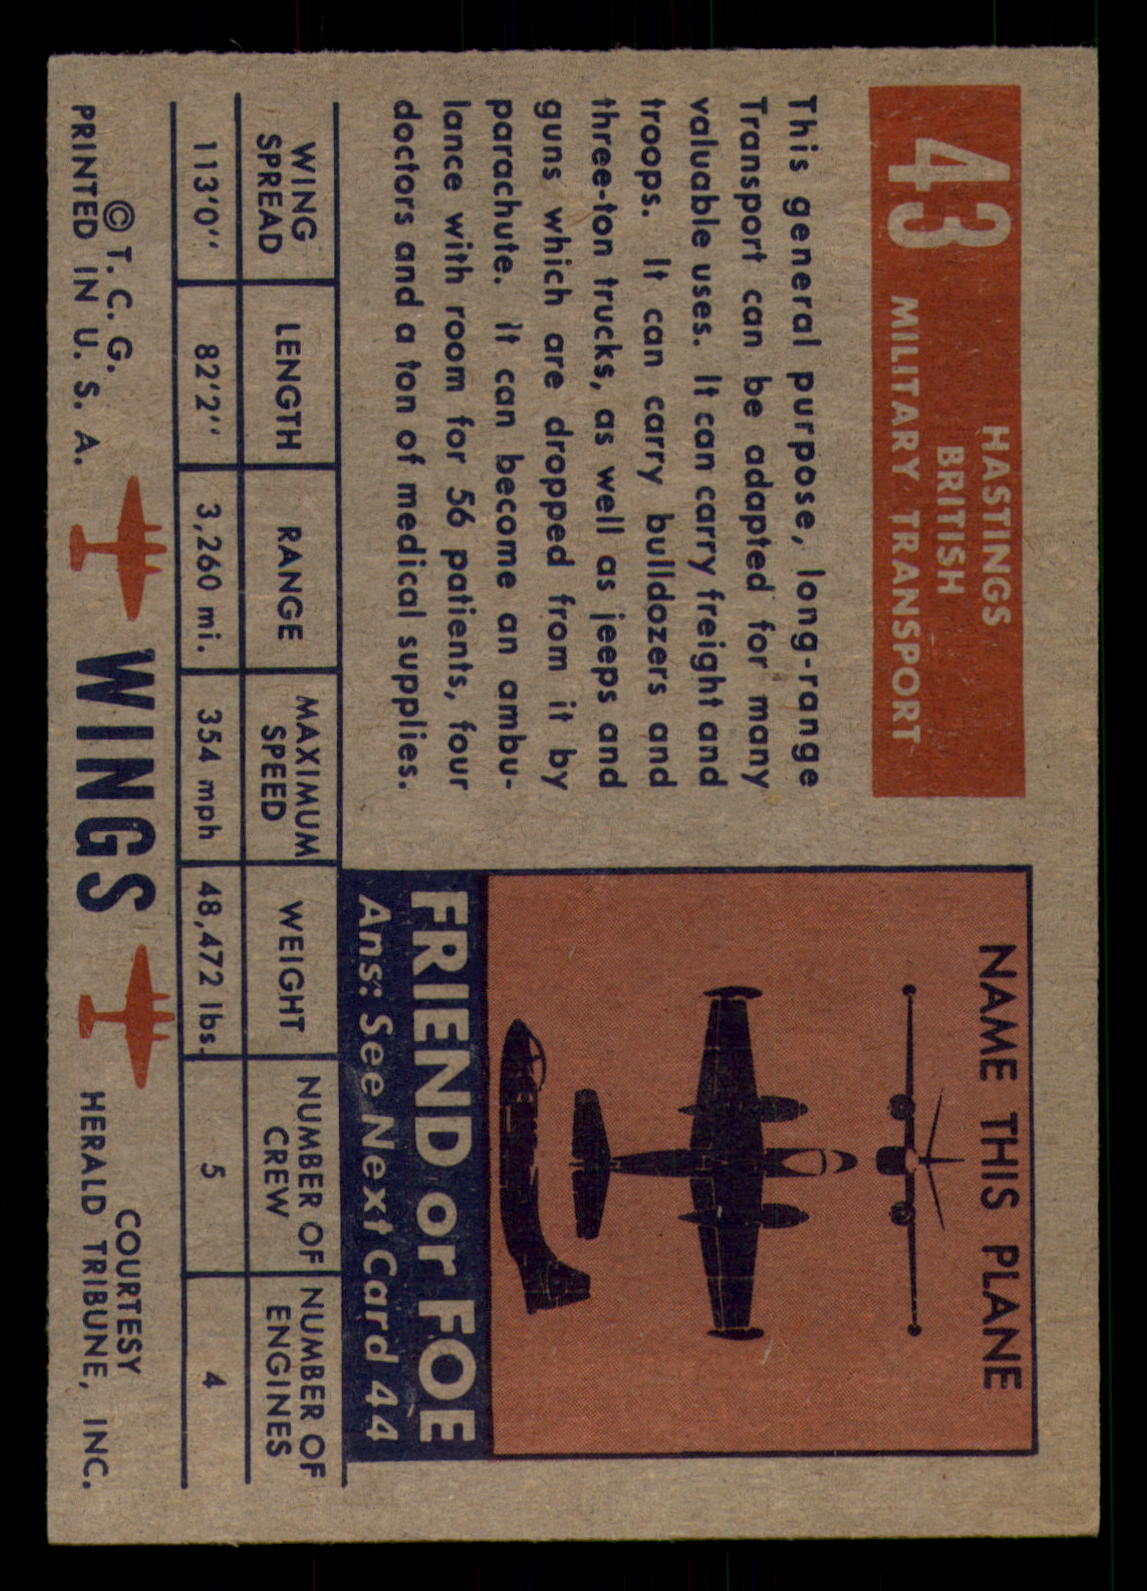 43
HASTINGS
BRITISH
MILITARY TRANSPORT
This general purpose, long-range
Transport can be adapted for many
valuable uses. It can carry freight and
troops. It can carry bulldozers and
three-ton trucks, as well as jeeps and
guns which are dropped from it by
parachute. It can become an ambu-
lance with room for 56 patients, four
doctors and a ton of medical supplies.
NAME THIS PLANE
FRIEND or FOE
Ans: See Next Card 44
WING SPREAD LENGTH RANGE MAXIMUM SPEED WEIGHT NUMBER OF CREW NUMBER OF ENGINES
113'0" 82'2" 3,260 mi. 354 mph 48,472 lbs. 5 4
© T. C. G.
PRINTED IN U. S. A.
WINGS
COURTESY
HERALD TRIBUNE, INC.